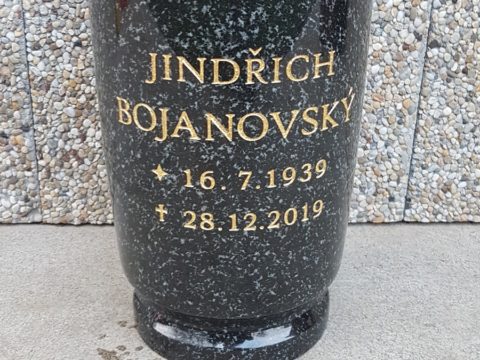 JINDŘICH
BOJANOVSKÝ
✦ 16.7.1939
✝ 28.12.2019